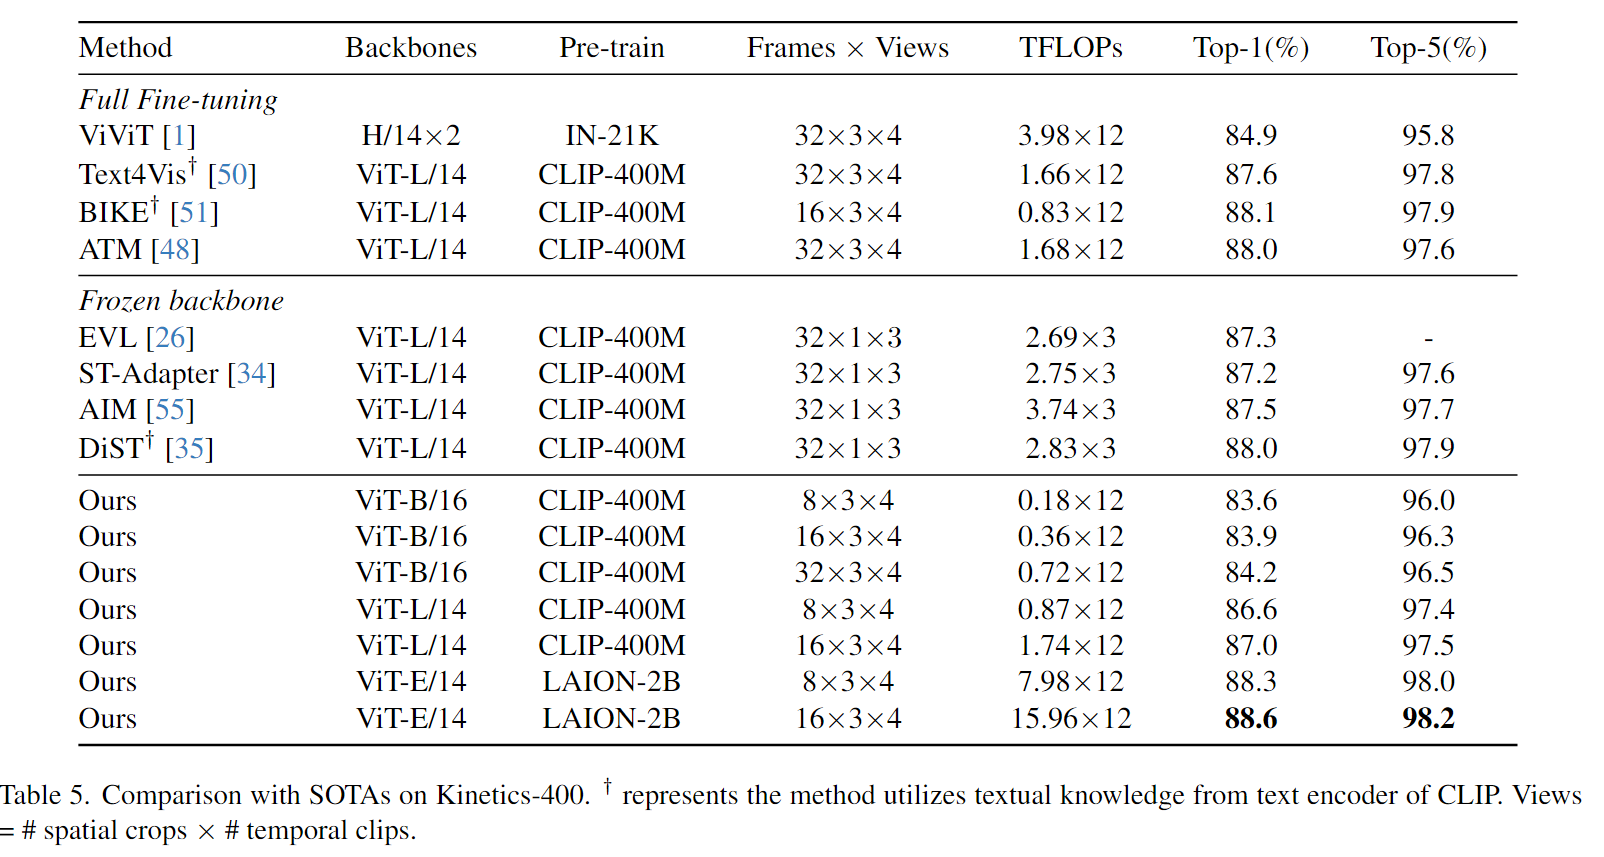 Method Backbones Pre-train Frames × Views TFLOPs Top-1(%) Top-5(%)
Full Fine-tuning
ViViT [1] H/14×2 IN-21K 32×3×4 3.98×12 84.9 95.8
Text4Vis† [50] ViT-L/14 CLIP-400M 32×3×4 1.66×12 87.6 97.8
BIKE† [51] ViT-L/14 CLIP-400M 16×3×4 0.83×12 88.1 97.9
ATM [48] ViT-L/14 CLIP-400M 32×3×4 1.68×12 88.0 97.6
Frozen backbone
EVL [26] ViT-L/14 CLIP-400M 32×1×3 2.69×3 87.3 -
ST-Adapter [34] ViT-L/14 CLIP-400M 32×1×3 2.75×3 87.2 97.6
AIM [55] ViT-L/14 CLIP-400M 32×1×3 3.74×3 87.5 97.7
DiST† [35] ViT-L/14 CLIP-400M 32×1×3 2.83×3 88.0 97.9
Ours ViT-B/16 CLIP-400M 8×3×4 0.18×12 83.6 96.0
Ours ViT-B/16 CLIP-400M 16×3×4 0.36×12 83.9 96.3
Ours ViT-B/16 CLIP-400M 32×3×4 0.72×12 84.2 96.5
Ours ViT-L/14 CLIP-400M 8×3×4 0.87×12 86.6 97.4
Ours ViT-L/14 CLIP-400M 16×3×4 1.74×12 87.0 97.5
Ours ViT-E/14 LAION-2B 8×3×4 7.98×12 88.3 98.0
Ours ViT-E/14 LAION-2B 16×3×4 15.96×12 88.6 98.2
Table 5. Comparison with SOTAs on Kinetics-400. † represents the method utilizes textual knowledge from text encoder of CLIP. Views
= # spatial crops × # temporal clips.